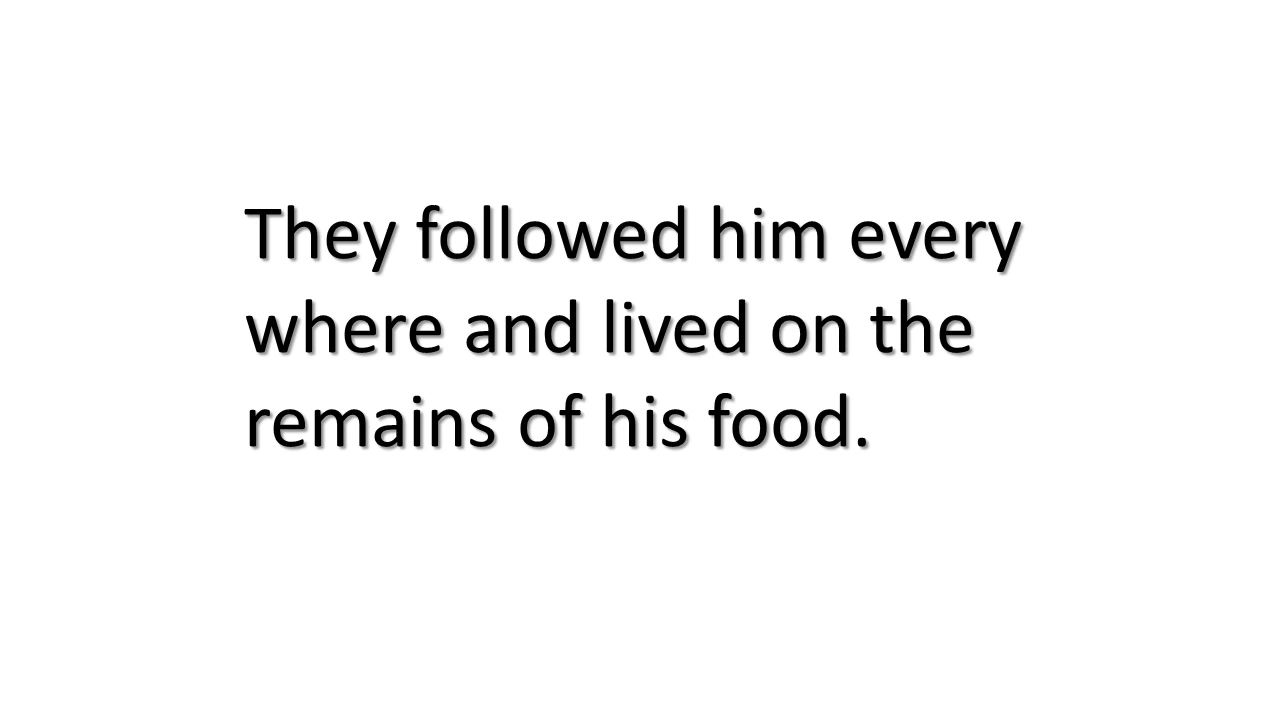 They followed him every
where and lived on the
remains of his food.